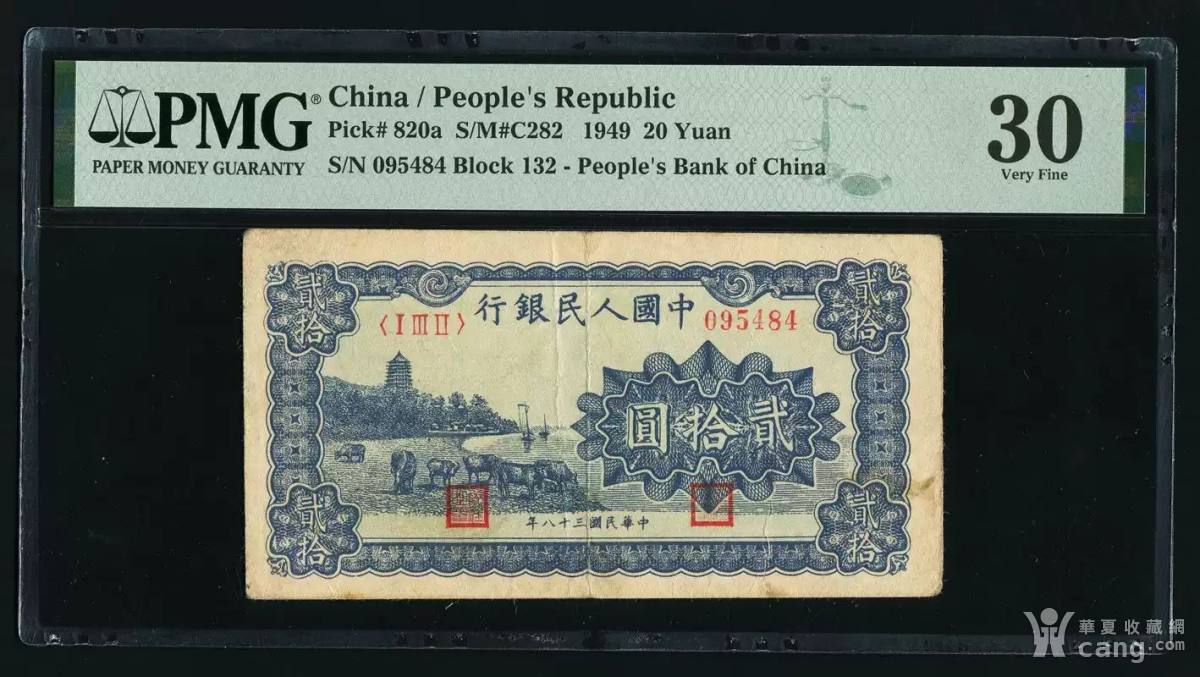 PMG®
PAPER MONEY GUARANTY
China / People's Republic
Pick# 820a S/M#C282 1949 20 Yuan
S/N 095484 Block 132 - People's Bank of China
30
Very Fine
貳拾
貳拾
行銀民人國中
〈I III II〉
095484
圓拾貳
年八十三國民華中
貳拾
貳拾
華夏收藏網
cang.com